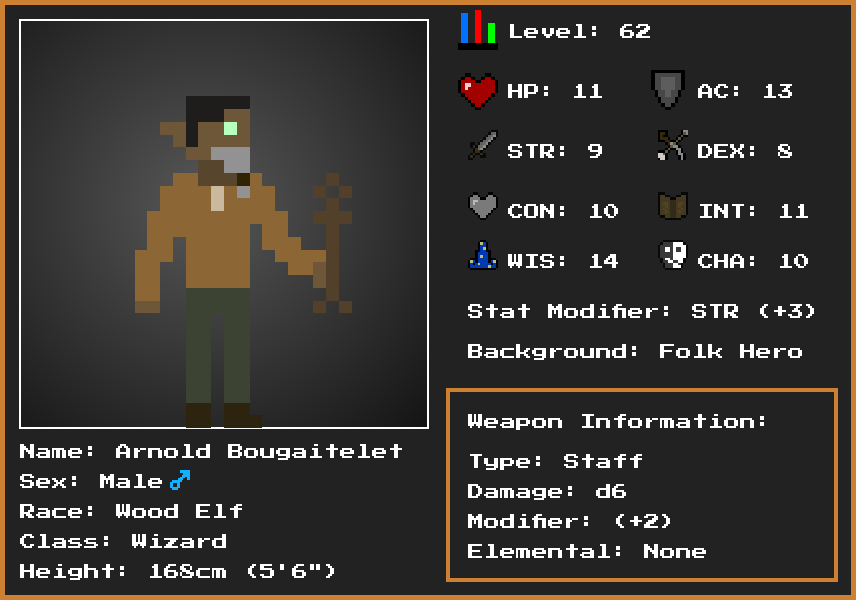 Level: 62
HP: 11 AC: 13
STR: 9 DEX: 8
CON: 10 INT: 11
WIS: 14 CHA: 10
Stat Modifier: STR (+3)
Background: Folk Hero
Weapon Information:
Type: Staff
Damage: d6
Modifier: (+2)
Elemental: None
Name: Arnold Bougaitelet
Sex: Male ♂
Race: Wood Elf
Class: Wizard
Height: 168cm (5'6")